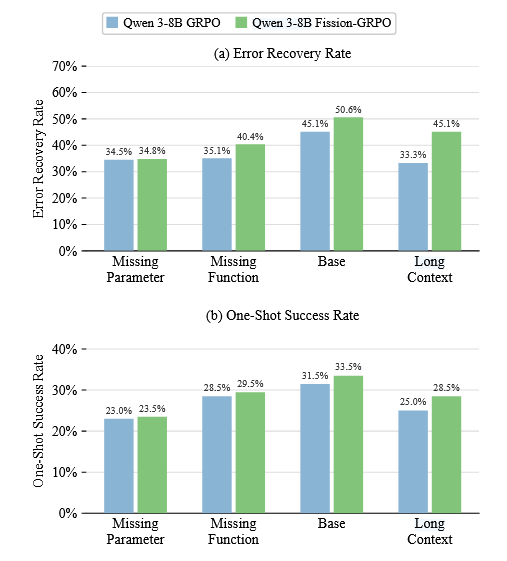 Qwen 3-8B GRPO Qwen 3-8B Fission-GRPO
(a) Error Recovery Rate
Error Recovery Rate
70%
60%
50%
40%
30%
20%
10%
0%
34.5% 34.8% 35.1% 40.4% 45.1% 50.6% 33.3% 45.1%
Missing Parameter
Missing Function
Base
Long Context
(b) One-Shot Success Rate
One-Shot Success Rate
40%
30%
20%
10%
0%
23.0% 23.5% 28.5% 29.5% 31.5% 33.5% 25.0% 28.5%
Missing Parameter
Missing Function
Base
Long Context